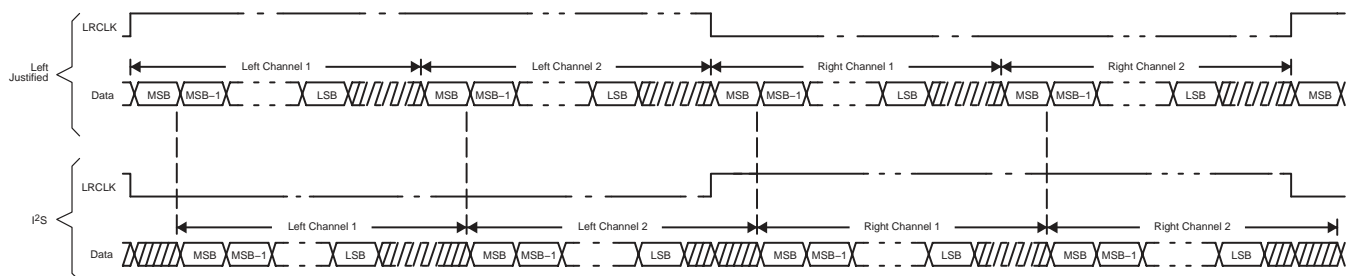 LRCLK
Left Justified
Left Channel 1 Left Channel 2 Right Channel 1 Right Channel 2
Data MSB MSB–1 LSB MSB MSB–1 LSB MSB MSB–1 LSB MSB MSB–1 LSB MSB
LRCLK
I²S
Left Channel 1 Left Channel 2 Right Channel 1 Right Channel 2
Data MSB MSB–1 LSB MSB MSB–1 LSB MSB MSB–1 LSB MSB MSB–1 LSB